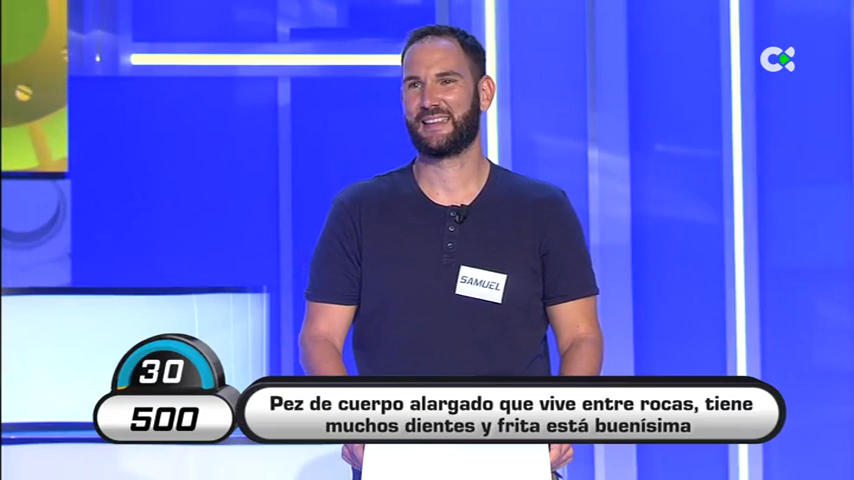 SAMUEL
30
500
Pez de cuerpo alargado que vive entre rocas, tiene
muchos dientes y frita está buenísima